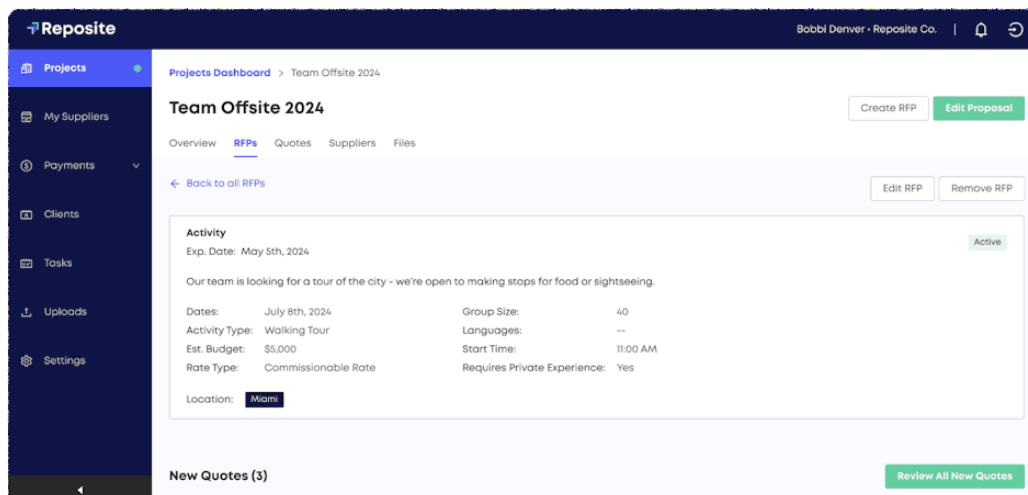 Reposite
Bobbi Denver • Reposite Co. |
Projects
Projects Dashboard > Team Offsite 2024
Team Offsite 2024
Create RFP
Edit Proposal
My Suppliers
Overview RFPs Quotes Suppliers Files
Payments
← Back to all RFPs
Edit RFP
Remove RFP
Clients
Activity
Active
Exp. Date: May 5th, 2024
Tasks
Our team is looking for a tour of the city - we're open to making stops for food or sightseeing.
Uploads
Dates: July 8th, 2024 Group Size: 40
Activity Type: Walking Tour Languages: --
Est. Budget: $5,000 Start Time: 11:00 AM
Settings
Rate Type: Commissionable Rate Requires Private Experience: Yes
Location: Miami
New Quotes (3)
Review All New Quotes